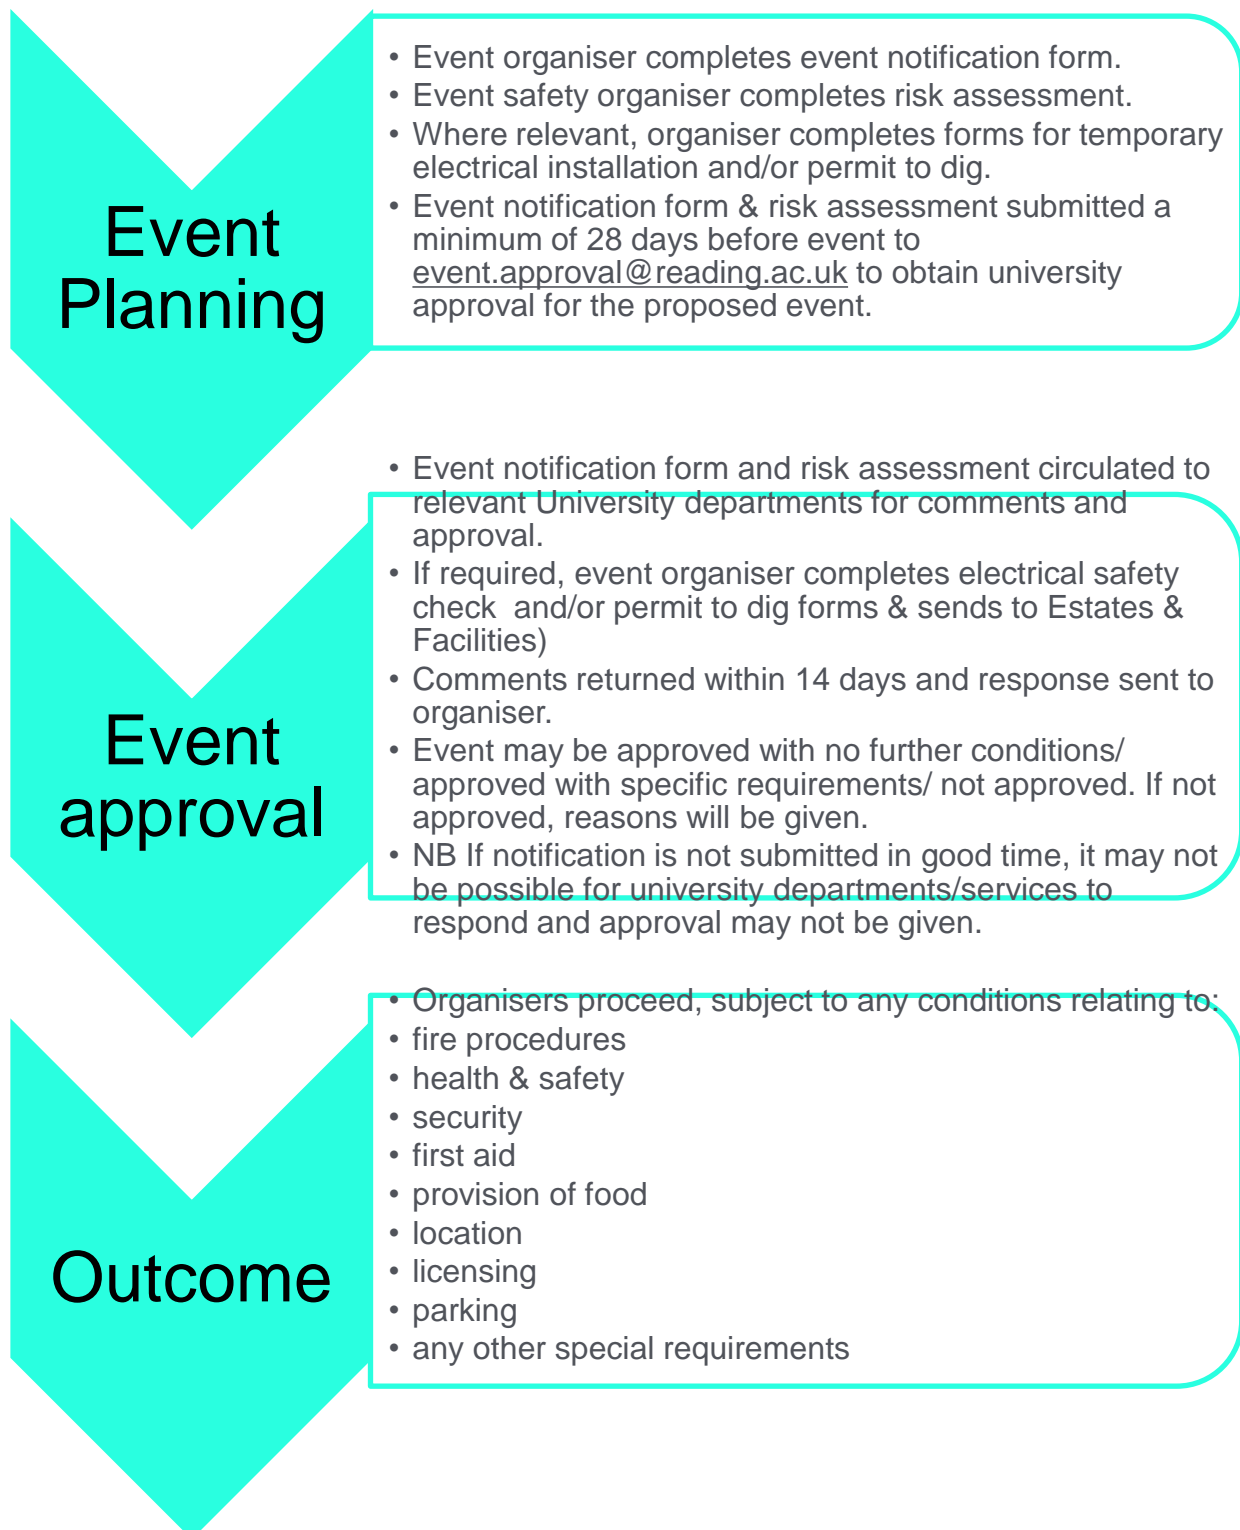 Event
Planning
• Event organiser completes event notification form.
• Event safety organiser completes risk assessment.
• Where relevant, organiser completes forms for temporary
electrical installation and/or permit to dig.
• Event notification form & risk assessment submitted a
minimum of 28 days before event to
event.approval@reading.ac.uk to obtain university
approval for the proposed event.
Event
approval
• Event notification form and risk assessment circulated to
relevant University departments for comments and
approval.
• If required, event organiser completes electrical safety
check  and/or permit to dig forms & sends to Estates &
Facilities)
• Comments returned within 14 days and response sent to
organiser.
• Event may be approved with no further conditions/
approved with specific requirements/ not approved. If not
approved, reasons will be given.
• NB If notification is not submitted in good time, it may not
be possible for university departments/services to
respond and approval may not be given.
Outcome
• Organisers proceed, subject to any conditions relating to:
• fire procedures
• health & safety
• security
• first aid
• provision of food
• location
• licensing
• parking
• any other special requirements